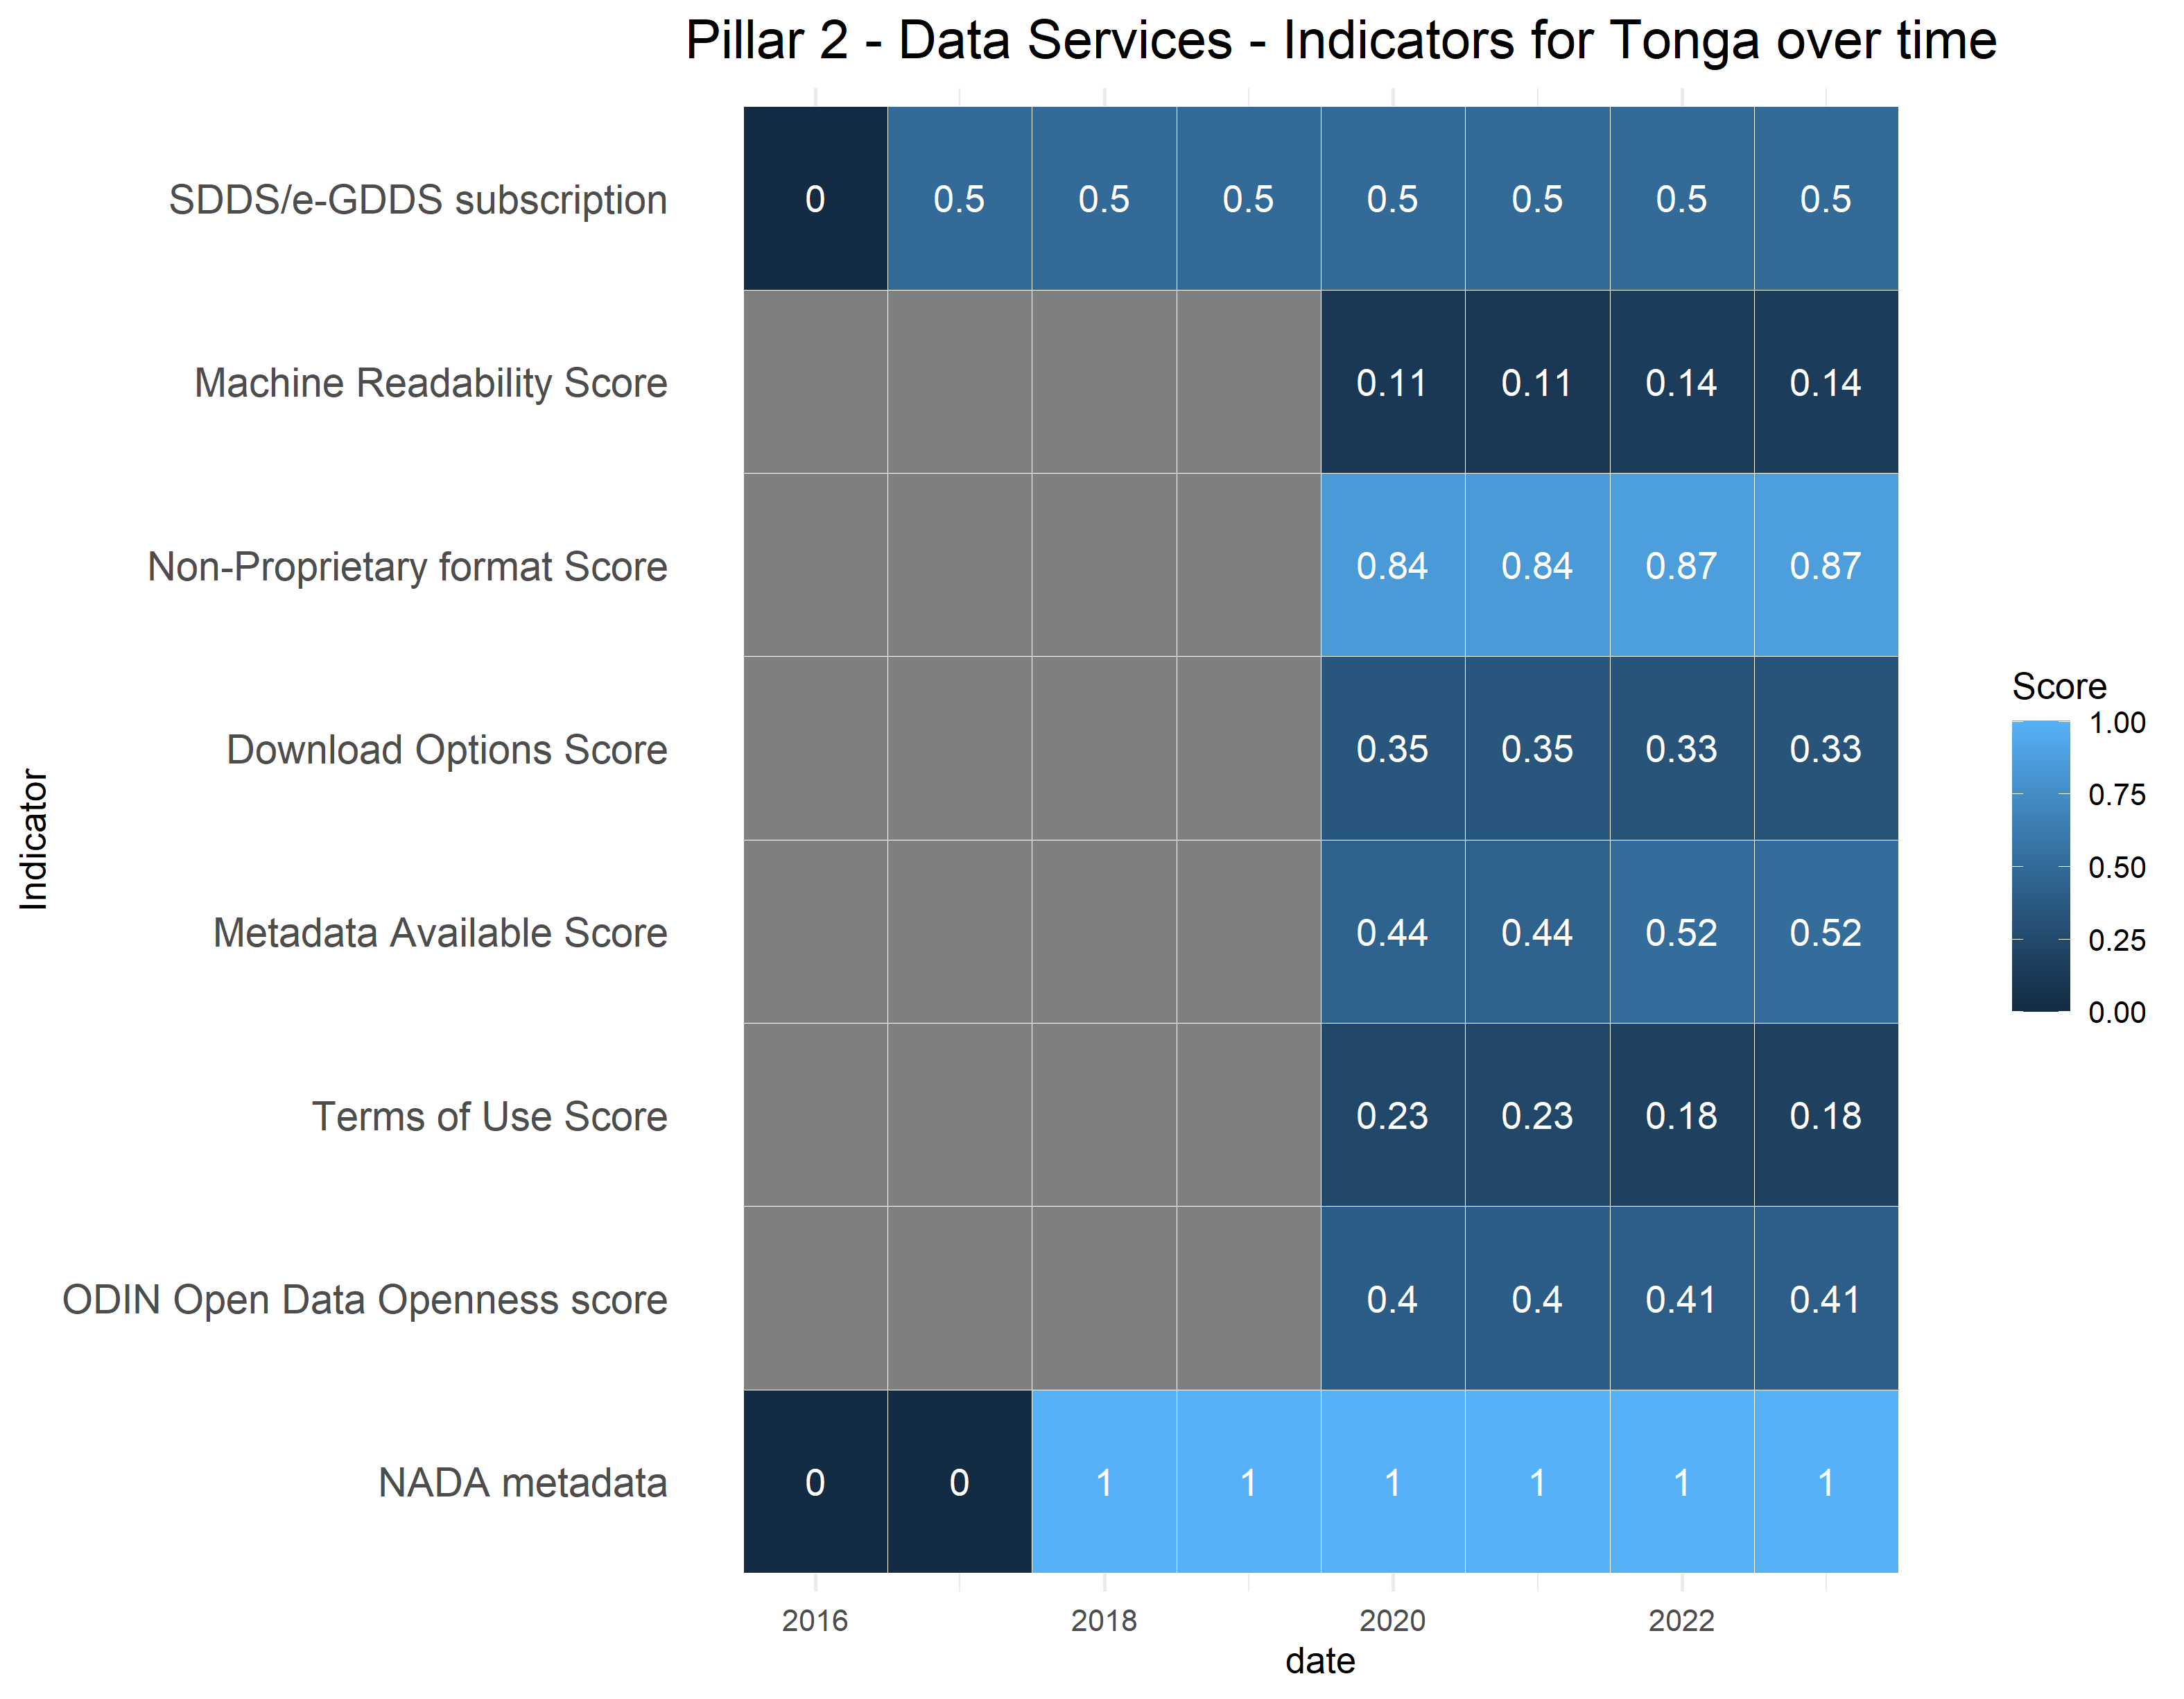 Pillar 2 - Data Services - Indicators for Tonga over time
Indicator
SDDS/e-GDDS subscription 0 0.5 0.5 0.5 0.5 0.5 0.5 0.5
Machine Readability Score 0.11 0.11 0.14 0.14
Non-Proprietary format Score 0.84 0.84 0.87 0.87
Download Options Score 0.35 0.35 0.33 0.33
Metadata Available Score 0.44 0.44 0.52 0.52
Terms of Use Score 0.23 0.23 0.18 0.18
ODIN Open Data Openness score 0.4 0.4 0.41 0.41
NADA metadata 0 0 1 1 1 1 1 1
2016 2018 2020 2022
date
Score
1.00
0.75
0.50
0.25
0.00